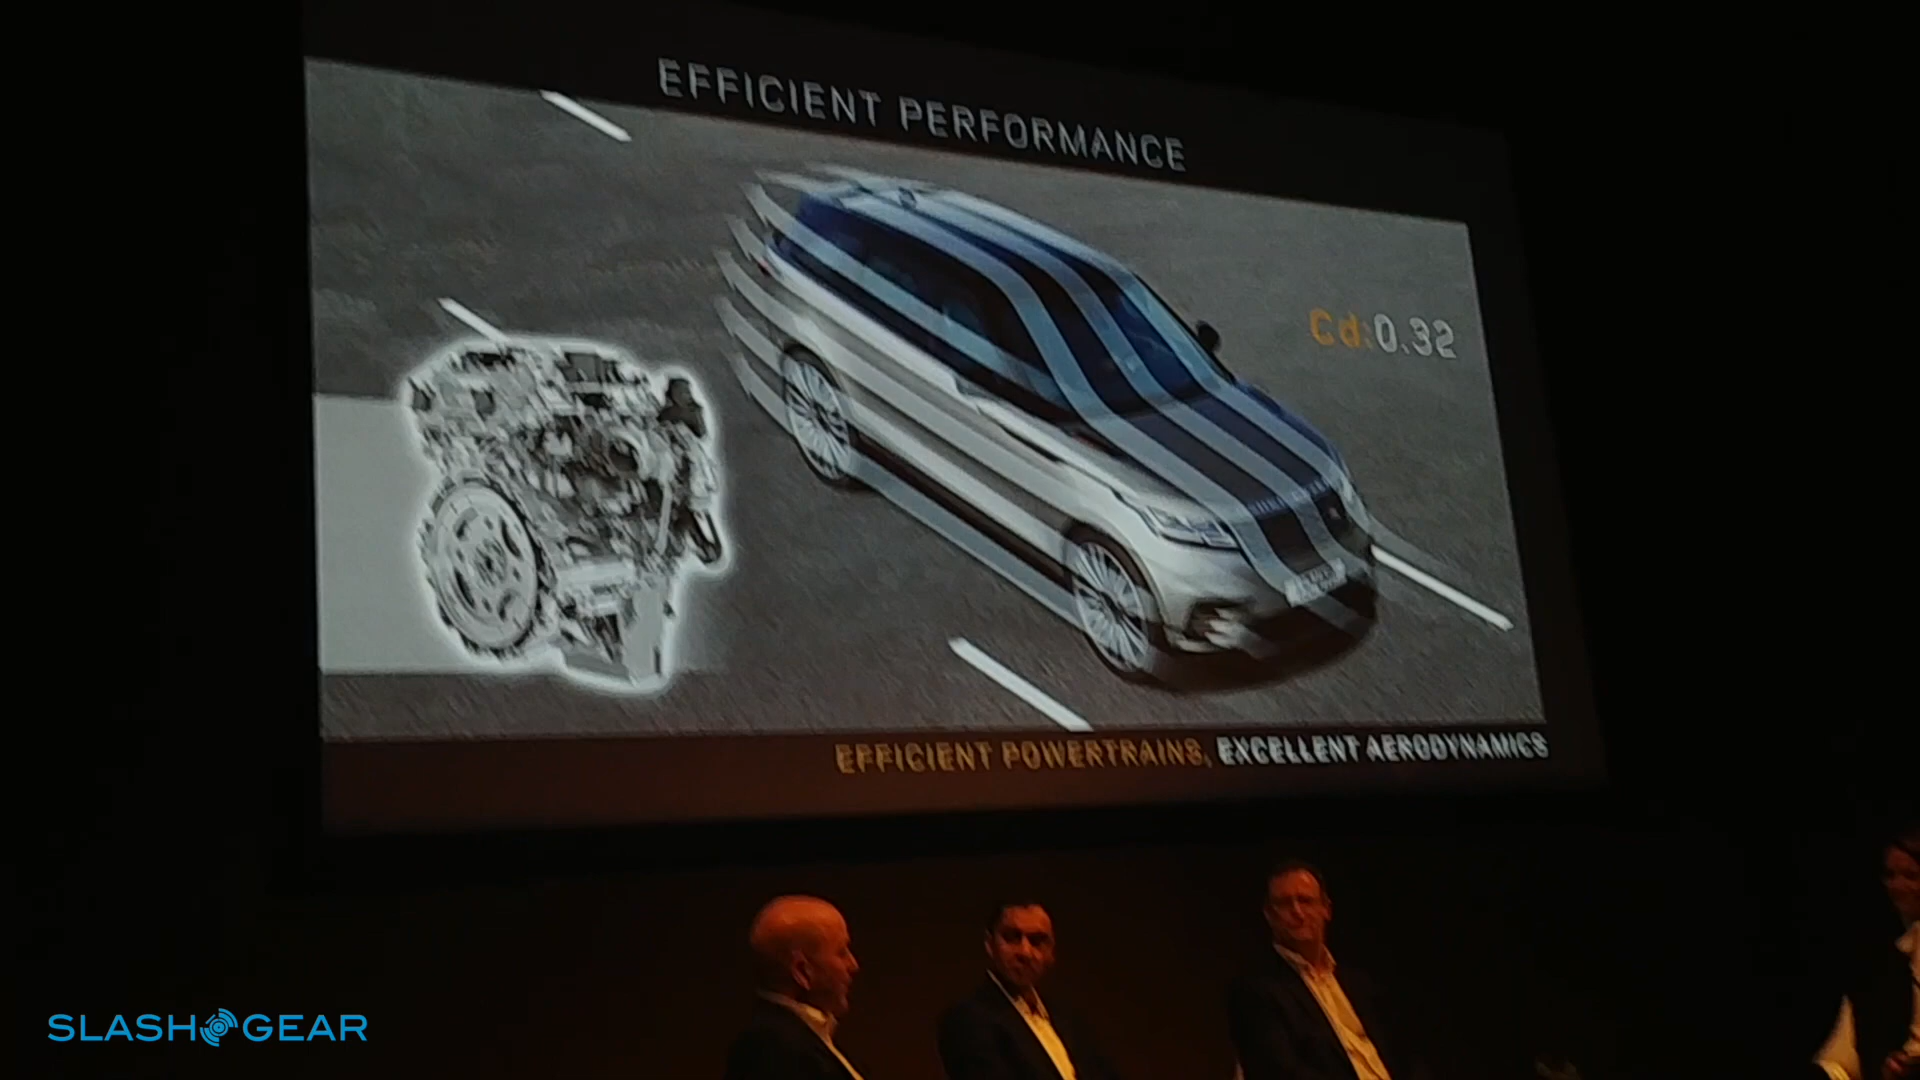 EFFICIENT PERFORMANCE
Cd:0.32
EFFICIENT POWERTRAINS, EXCELLENT AERODYNAMICS
SLASHGEAR